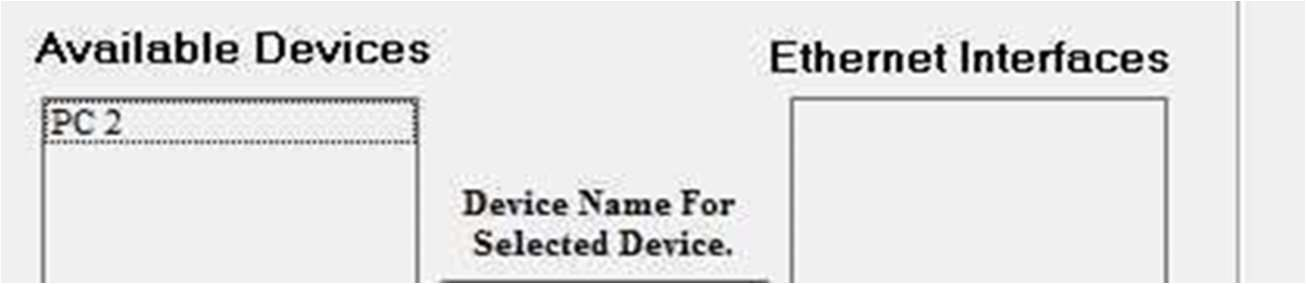 Available Devices
Ethernet Interfaces
PC 2
Device Name For
Selected Device.